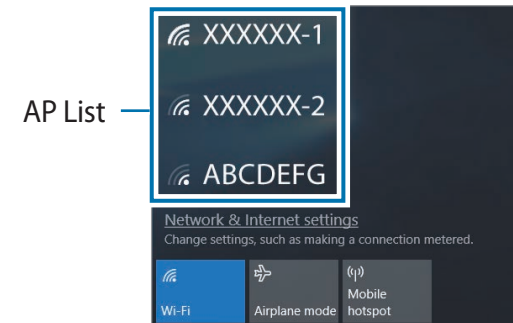 XXXXXX-1
AP List
XXXXXX-2
ABCDEFG
Network & Internet settings
Change settings, such as making a connection metered.
Wi-Fi
Airplane mode
Mobile
hotspot